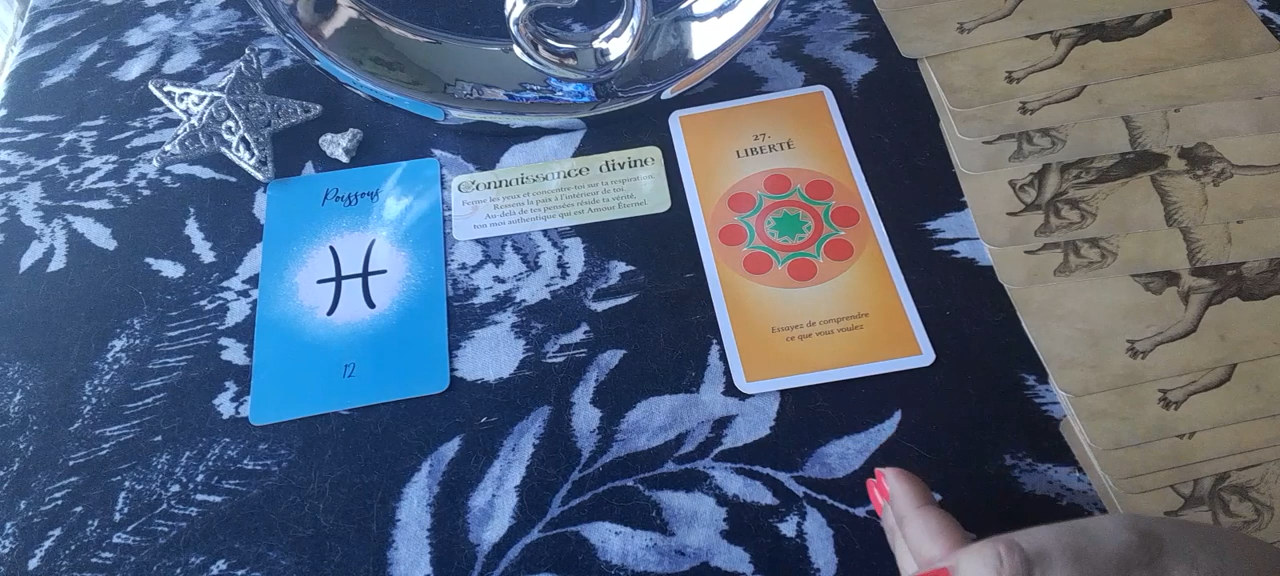 Poissons
12
Connaissance divine
Ferme les yeux et concentre-toi sur ta respiration.
Ressens la paix à l'intérieur de toi.
Au-delà de tes pensées réside ta vérité,
ton moi authentique qui est Amour Éternel.
27.
LIBERTÉ
Essayez de comprendre
ce que vous voulez